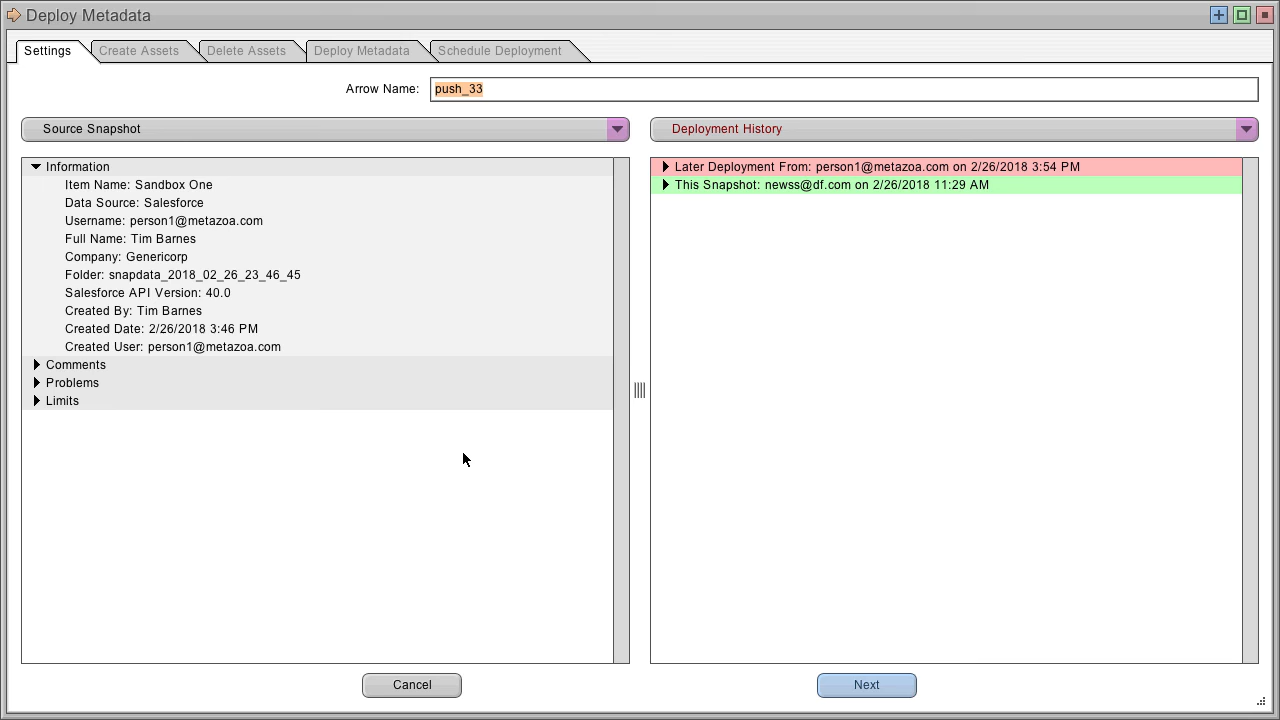 Deploy Metadata
Settings
Create Assets
Delete Assets
Deploy Metadata
Schedule Deployment
Arrow Name: push_33
Source Snapshot
Information
Item Name: Sandbox One
Data Source: Salesforce
Username: person1@metazoa.com
Full Name: Tim Barnes
Company: Genericorp
Folder: snapdata_2018_02_26_23_46_45
Salesforce API Version: 40.0
Created By: Tim Barnes
Created Date: 2/26/2018 3:46 PM
Created User: person1@metazoa.com
Comments
Problems
Limits
Deployment History
Later Deployment From: person1@metazoa.com on 2/26/2018 3:54 PM
This Snapshot: newss@df.com on 2/26/2018 11:29 AM
Cancel
Next